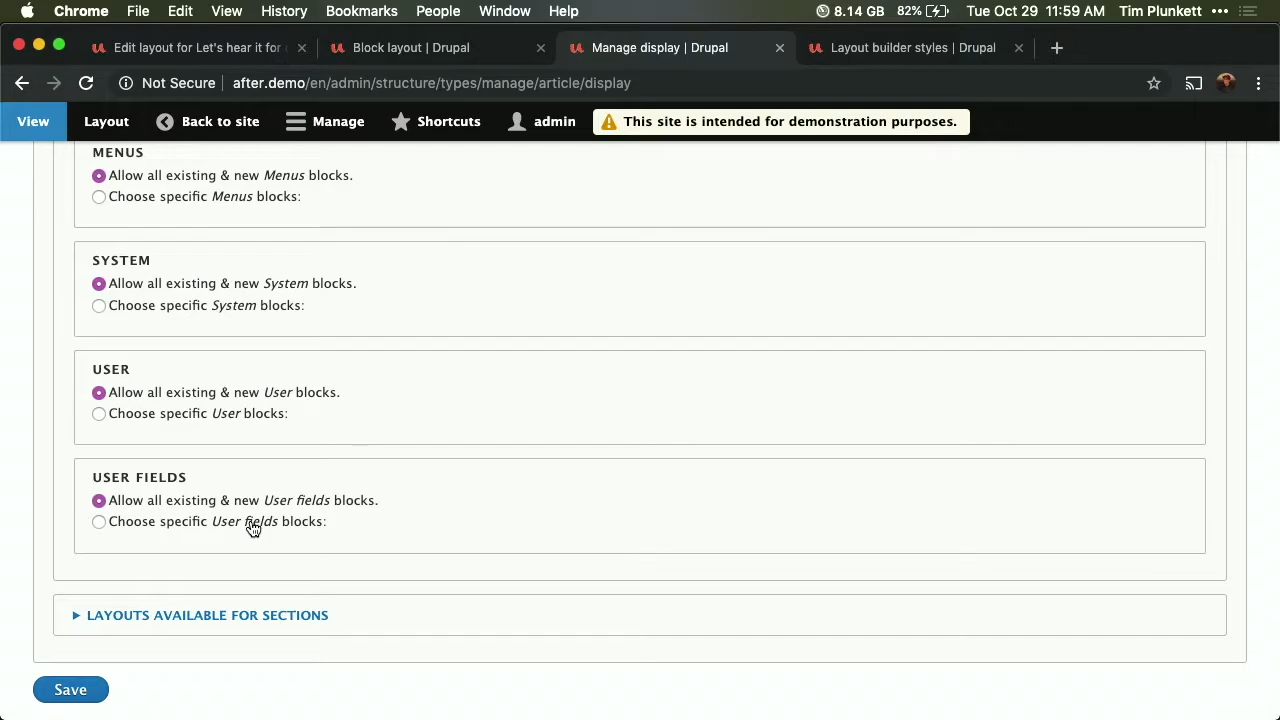 Chrome File Edit View History Bookmarks People Window Help 8.14 GB 82% Tue Oct 29 11:59 AM Tim Plunkett
Edit layout for Let's hear it for Block layout | Drupal Manage display | Drupal Layout builder styles | Drupal
Not Secure after.demo/en/admin/structure/types/manage/article/display
View Layout Back to site Manage Shortcuts admin This site is intended for demonstration purposes.
MENUS
Allow all existing & new Menus blocks.
Choose specific Menus blocks:
SYSTEM
Allow all existing & new System blocks.
Choose specific System blocks:
USER
Allow all existing & new User blocks.
Choose specific User blocks:
USER FIELDS
Allow all existing & new User fields blocks.
Choose specific User fields blocks:
LAYOUTS AVAILABLE FOR SECTIONS
Save